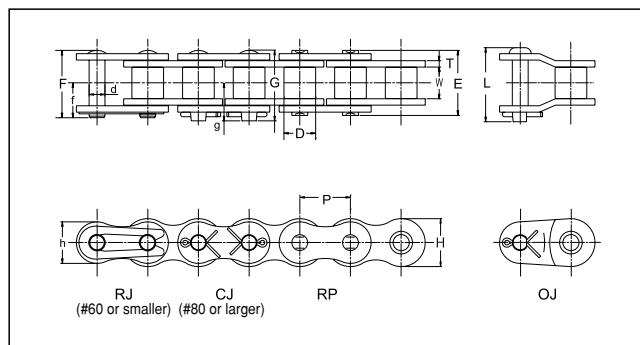 F
f
d
g
G
D
T
W
E
L
P
h
H
RJ CJ RP OJ
(#60 or smaller) (#80 or larger)